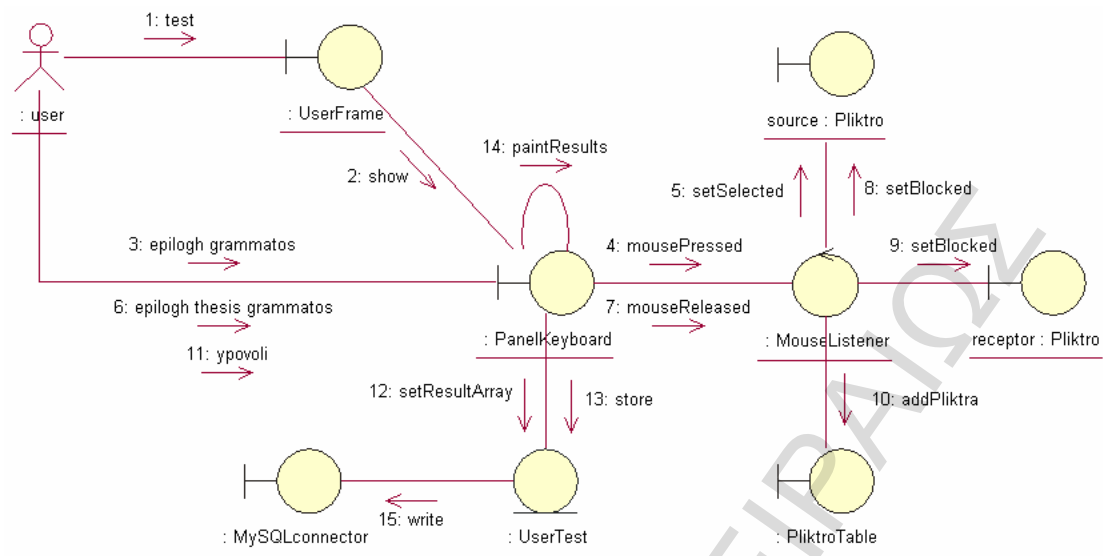 1: test
: user
: UserFrame
2: show
14: paintResults
source : Pliktro
5: setSelected
8: setBlocked
3: epilogh grammatos
4: mousePressed
9: setBlocked
6: epilogh thesis grammatos
7: mouseReleased
11: ypovoli
: PanelKeyboard
: MouseListener
receptor : Pliktro
12: setResultArray
13: store
10: addPliktra
15: write
: MySQLconnector
: UserTest
: PliktroTable
ΠΕΙΡΑΙΩΣ